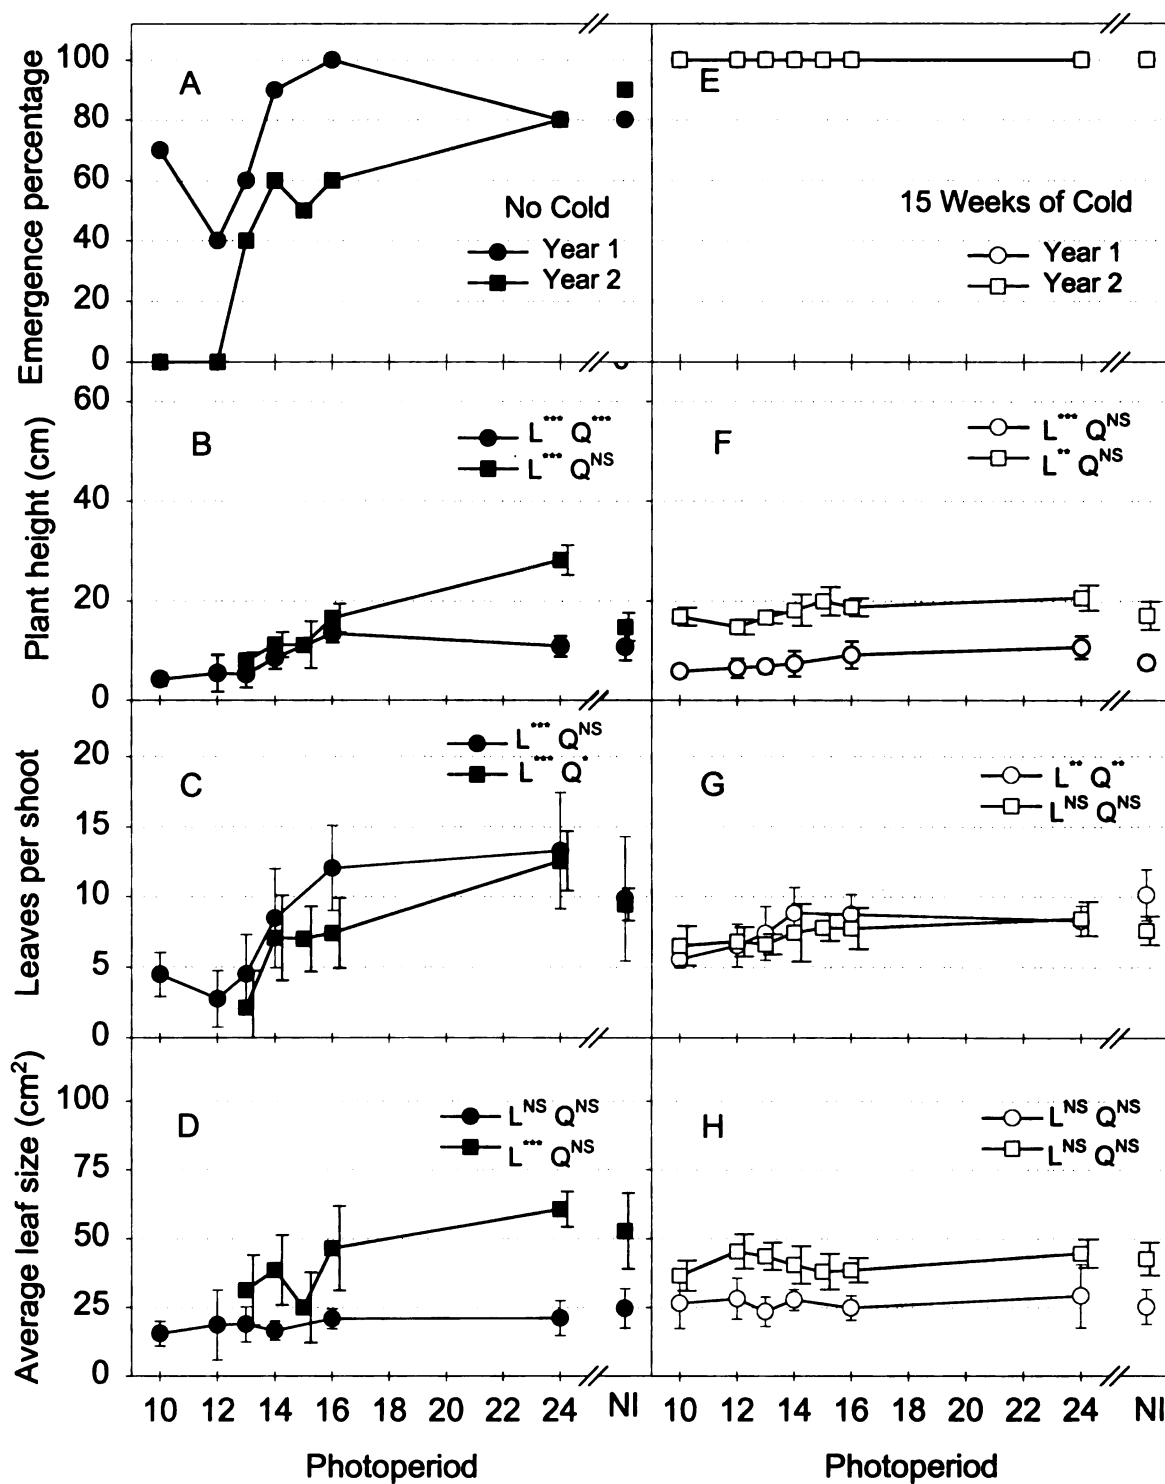 Emergence percentage
100
80
60
40
20
0
A
No Cold
Year 1
Year 2
E
15 Weeks of Cold
Year 1
Year 2
Plant height (cm)
60
40
20
0
B
L*** Q***
L*** QNS
F
L*** QNS
L** QNS
Leaves per shoot
20
15
10
5
0
C
L*** QNS
L*** Q*
G
L** Q**
LNS QNS
Average leaf size (cm²)
100
75
50
25
0
D
LNS QNS
L*** QNS
H
LNS QNS
LNS QNS
10 12 14 16 18 20 22 24 NI
10 12 14 16 18 20 22 24 NI
Photoperiod
Photoperiod